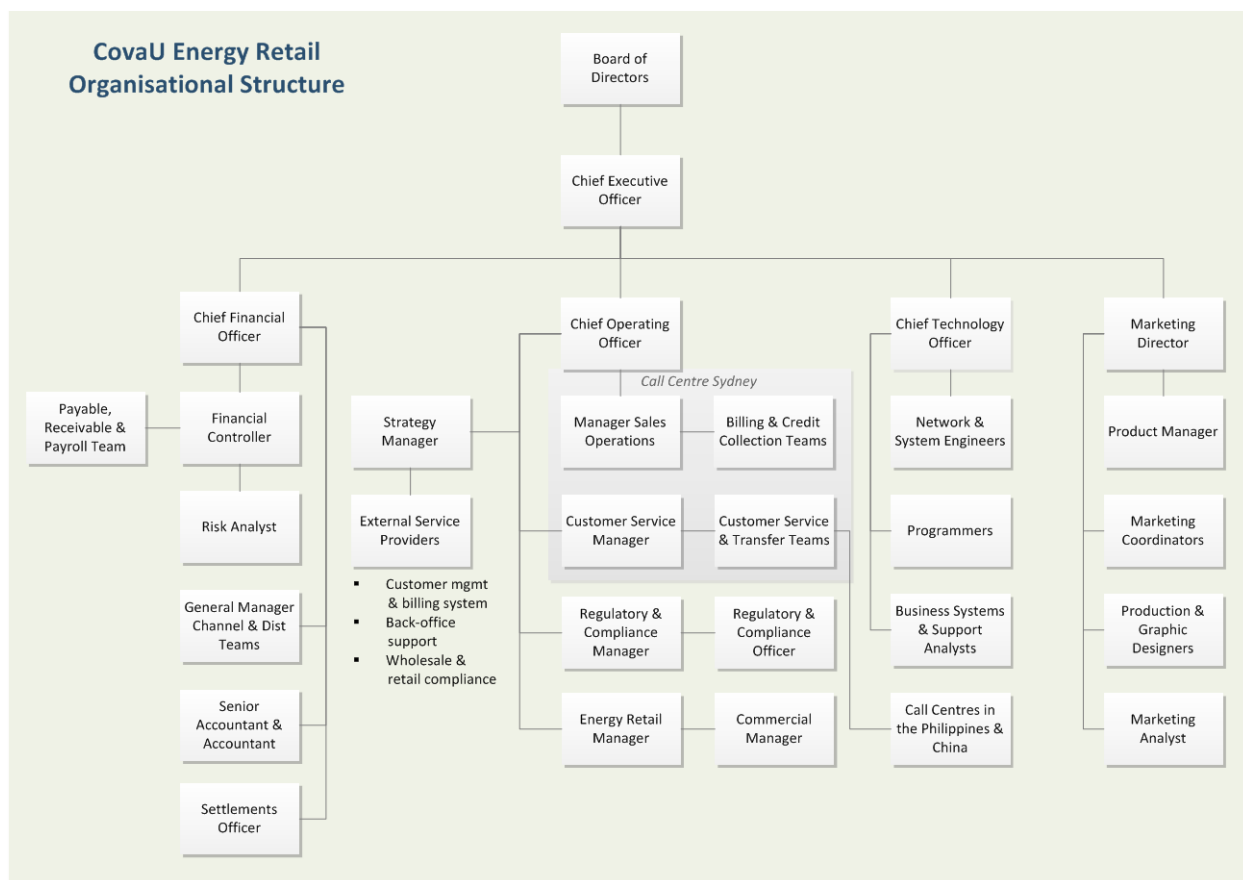 CovaU Energy Retail
Organisational Structure
Board of
Directors
Chief Executive
Officer
Chief Financial
Officer
Chief Operating
Officer
Chief Technology
Officer
Marketing
Director
Call Centre Sydney
Payable,
Receivable &
Payroll Team
Financial
Controller
Strategy
Manager
Manager Sales
Operations
Billing & Credit
Collection Teams
Network &
System Engineers
Product Manager
Risk Analyst
External Service
Providers
Customer Service
Manager
Customer Service
& Transfer Teams
Programmers
Marketing
Coordinators
▪ Customer mgmt
& billing system
▪ Back-office
support
▪ Wholesale &
retail compliance
General Manager
Channel & Dist
Teams
Regulatory &
Compliance
Manager
Regulatory &
Compliance
Officer
Business Systems
& Support
Analysts
Production &
Graphic
Designers
Senior
Accountant &
Accountant
Energy Retail
Manager
Commercial
Manager
Call Centres in
the Philippines &
China
Marketing
Analyst
Settlements
Officer